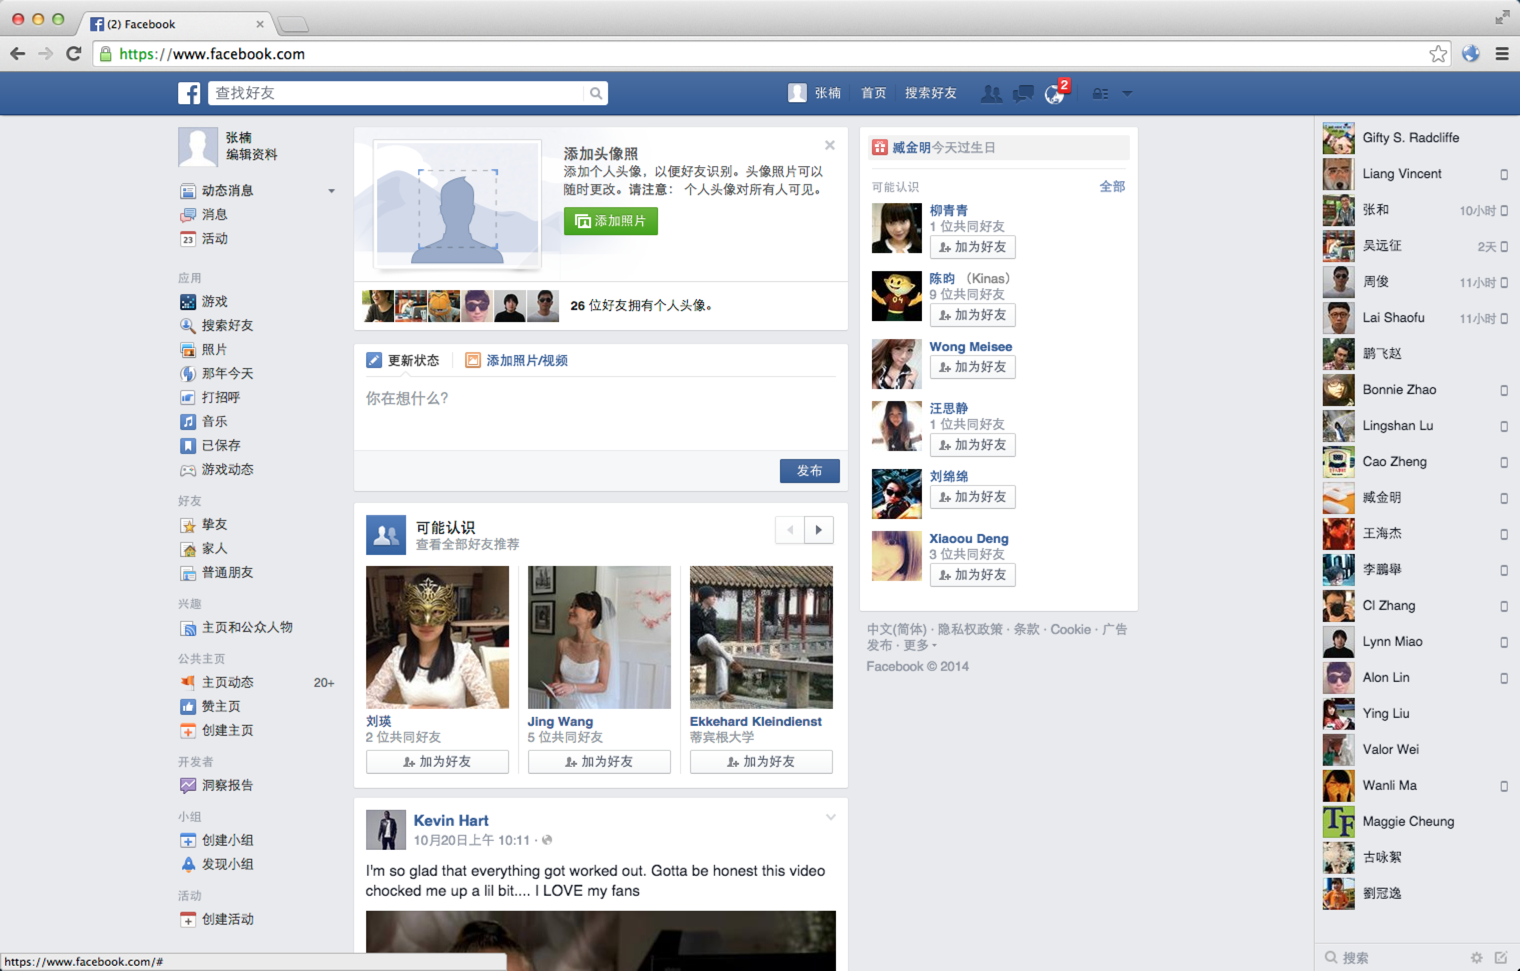 (2) Facebook
https://www.facebook.com
查找好友
张楠
首页
搜索好友
2
张楠
编辑资料
动态消息
消息
23
活动
应用
游戏
搜索好友
照片
那年今天
打招呼
音乐
已保存
游戏动态
好友
挚友
家人
普通朋友
兴趣
主页和公众人物
公共主页
主页动态 20+
赞主页
创建主页
开发者
洞察报告
小组
创建小组
发现小组
活动
创建活动
https://www.facebook.com/#
添加头像照
添加个人头像，以便好友识别。头像照片可以
随时更改。请注意： 个人头像对所有人可见。
添加照片
26 位好友拥有个人头像。
更新状态
添加照片/视频
你在想什么?
发布
可能认识
查看全部好友推荐
刘瑛
2 位共同好友
加为好友
Jing Wang
5 位共同好友
加为好友
Ekkehard Kleindienst
蒂宾根大学
加为好友
Kevin Hart
10月20日上午 10:11 ·
I'm so glad that everything got worked out. Gotta be honest this video
chocked me up a lil bit.... I LOVE my fans
臧金明今天过生日
可能认识 全部
柳青青
1 位共同好友
加为好友
陈昀 （Kinas）
9 位共同好友
加为好友
Wong Meisee
加为好友
汪思静
1 位共同好友
加为好友
刘绵绵
加为好友
Xiaoou Deng
3 位共同好友
加为好友
中文(简体) · 隐私权政策 · 条款 · Cookie · 广告
发布 · 更多
Facebook © 2014
Gifty S. Radcliffe
Liang Vincent
张和 10小时
吴远征 2天
周俊 11小时
Lai Shaofu 11小时
鹏飞赵
Bonnie Zhao
Lingshan Lu
Cao Zheng
臧金明
王海杰
李鵬舉
Cl Zhang
Lynn Miao
Alon Lin
Ying Liu
Valor Wei
Wanli Ma
TF
Maggie Cheung
古咏絮
劉冠逸
搜索